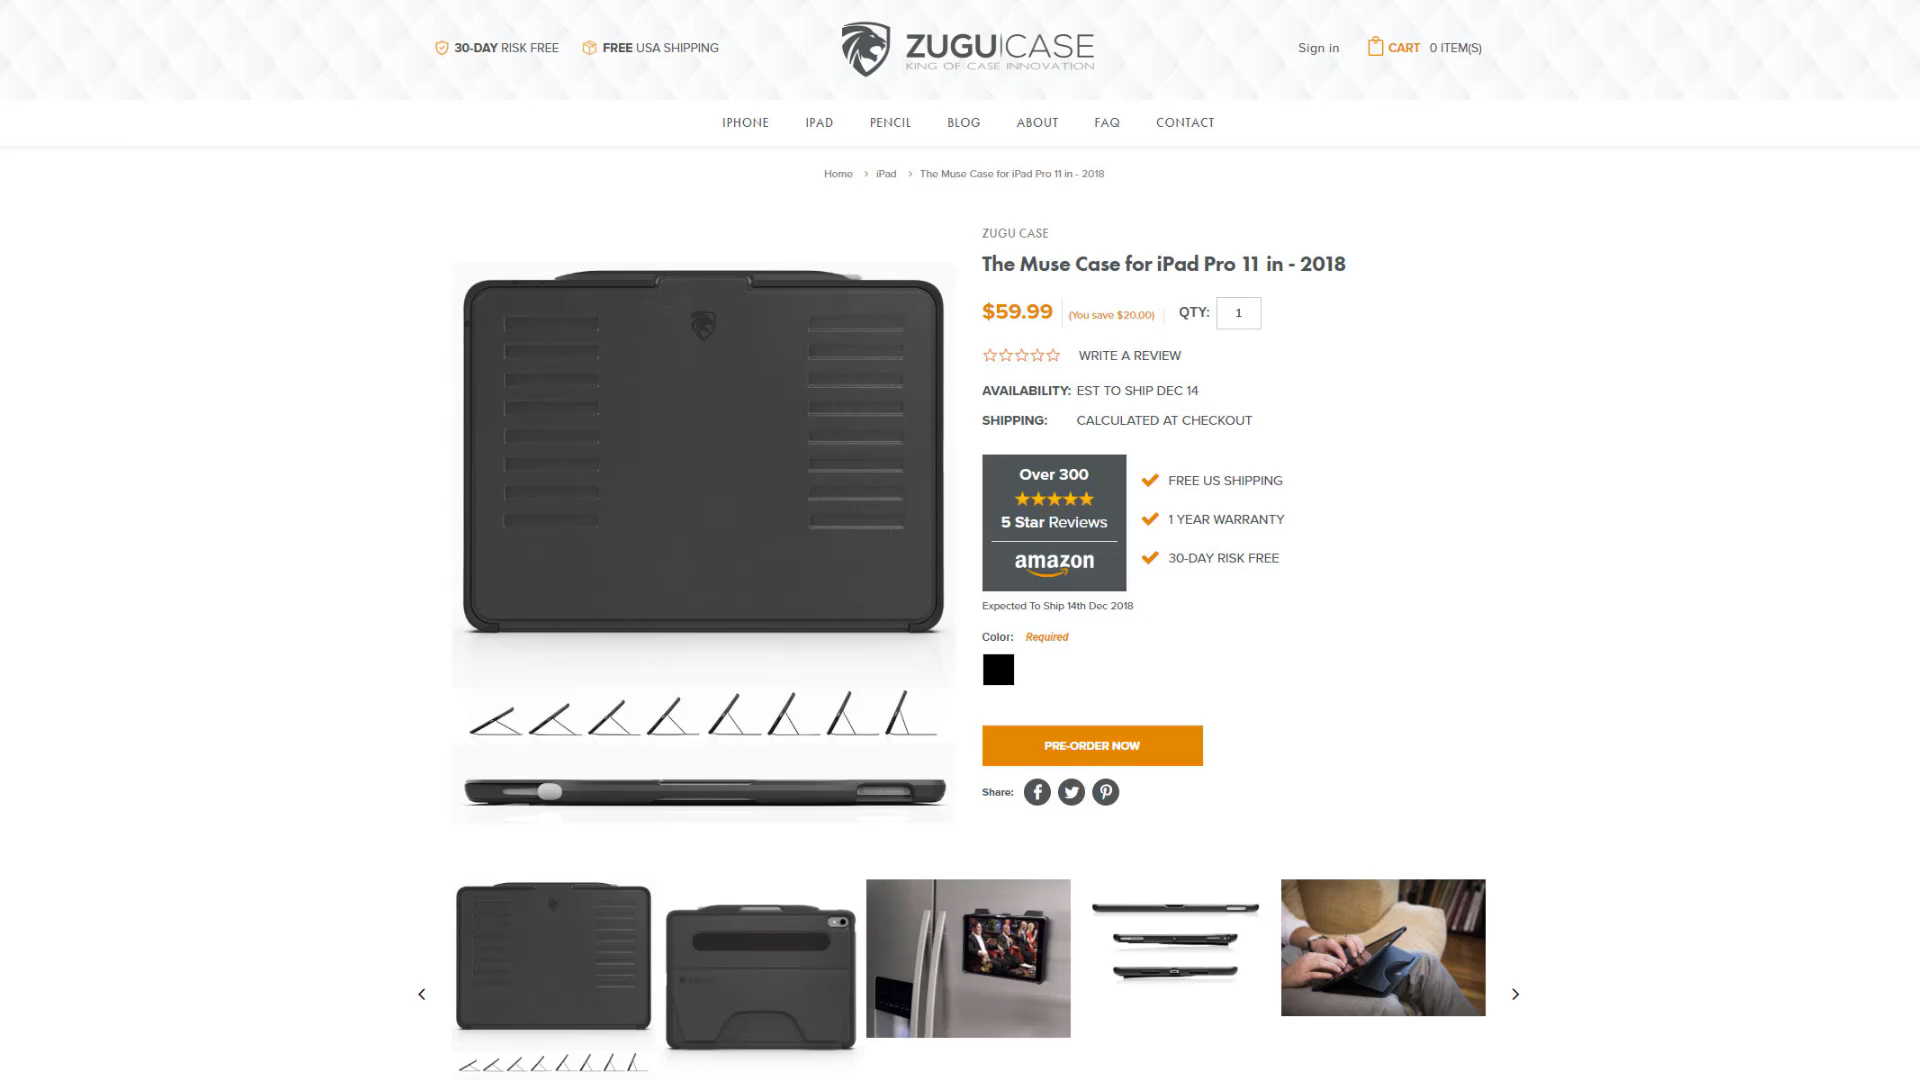 30-DAY RISK FREE
FREE USA SHIPPING
ZUGU CASE
KING OF CASE INNOVATION
Sign in
CART 0 ITEM(S)
IPHONE IPAD PENCIL BLOG ABOUT FAQ CONTACT
Home > iPad > The Muse Case for iPad Pro 11 in - 2018
ZUGU CASE
The Muse Case for iPad Pro 11 in - 2018
$59.99 (You save $20.00) QTY: 1
WRITE A REVIEW
AVAILABILITY: EST TO SHIP DEC 14
SHIPPING: CALCULATED AT CHECKOUT
Over 300
5 Star Reviews
amazon
FREE US SHIPPING
1 YEAR WARRANTY
30-DAY RISK FREE
Expected To Ship 14th Dec 2018
Color: Required
PRE-ORDER NOW
Share: